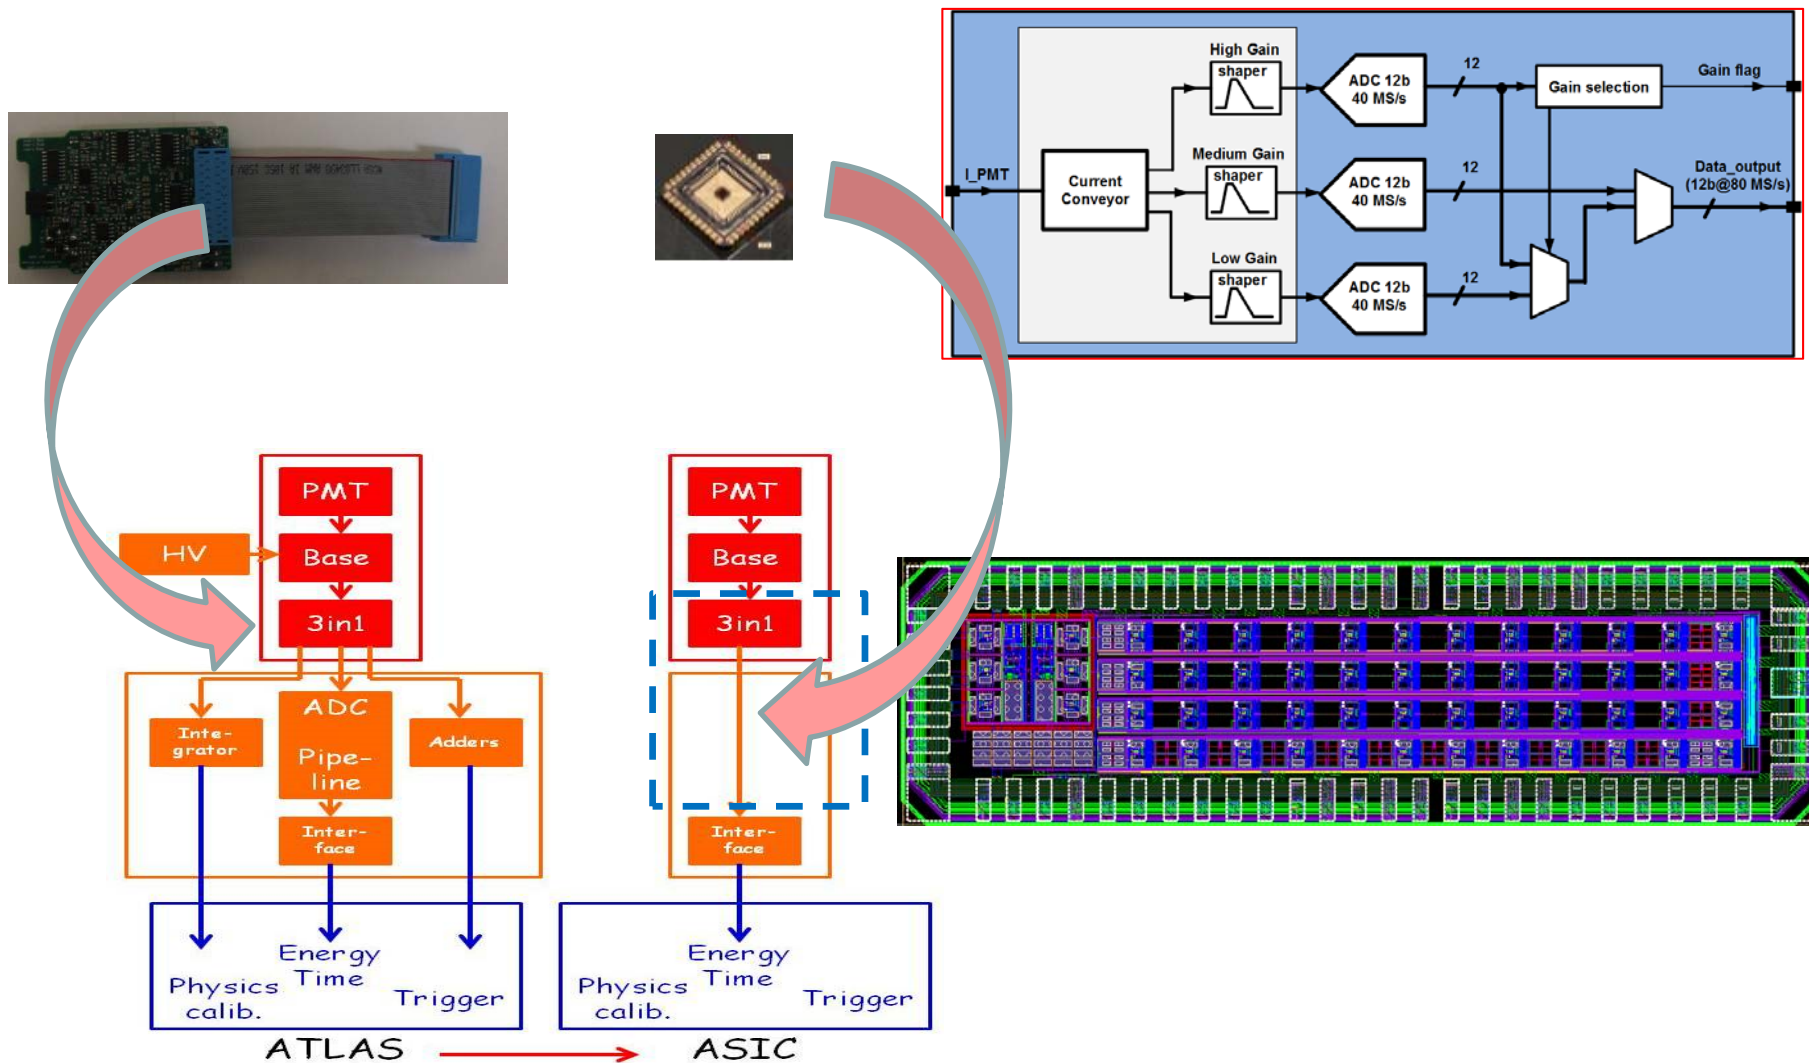 High Gain
shaper
ADC 12b
40 MS/s
12
Gain selection
Gain flag
I_PMT
Current
Conveyor
Medium Gain
shaper
ADC 12b
40 MS/s
12
Data_output
(12b@80 MS/s)
Low Gain
shaper
ADC 12b
40 MS/s
12
PMT
HV
Base
3in1
Inte-
grator
ADC
Pipe-
line
Adders
Inter-
face
Energy
Time
Physics
calib.
Trigger
ATLAS
PMT
Base
3in1
Inter-
face
Energy
Time
Physics
calib.
Trigger
ASIC